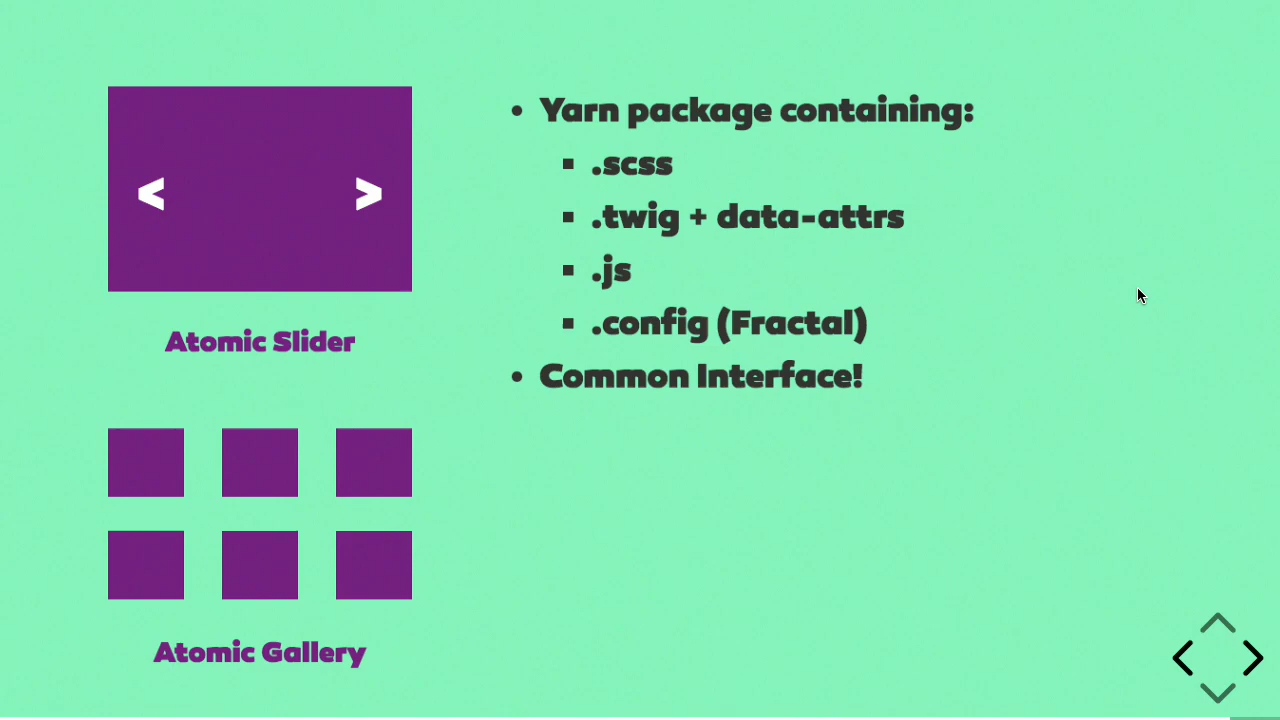 < >
Atomic Slider
Atomic Gallery
Yarn package containing:
.scss
.twig + data-attrs
.js
.config (Fractal)
Common Interface!